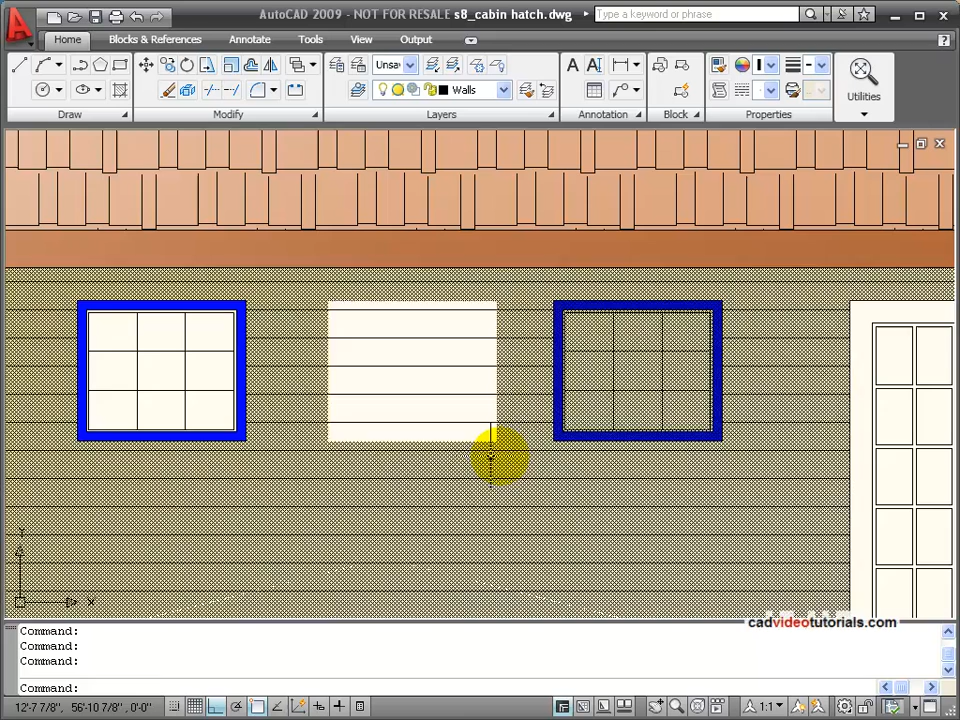 AutoCAD 2009 - NOT FOR RESALE s8_cabin hatch.dwg
Type a keyword or phrase
Home Blocks & References Annotate Tools View Output
Unsa
Walls
Utilities
Draw Modify Layers Annotation Block Properties
Y
X
cadvideotutorials.com
Command:
Command:
Command:
Command:
12'-7 7/8", 56'-10 7/8" , 0'-0" 1:1